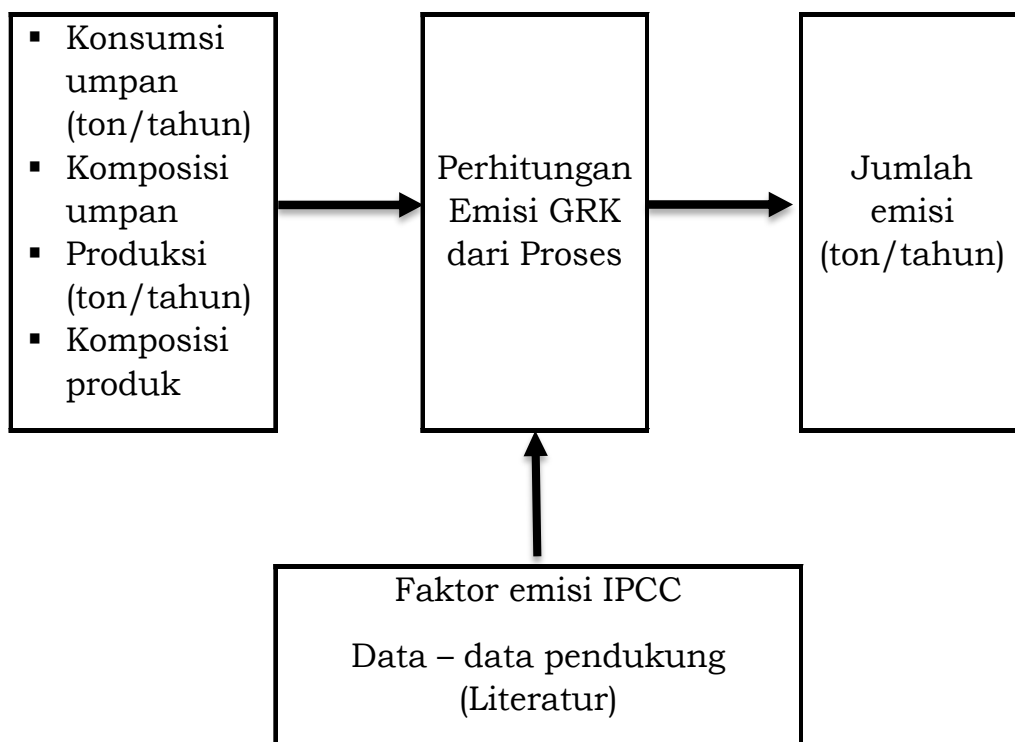 ▪ Konsumsi
umpan
(ton/tahun)
▪ Komposisi
umpan
▪ Produksi
(ton/tahun)
▪ Komposisi
produk
Perhitungan
Emisi GRK
dari Proses
Jumlah
emisi
(ton/tahun)
Faktor emisi IPCC
Data – data pendukung
(Literatur)